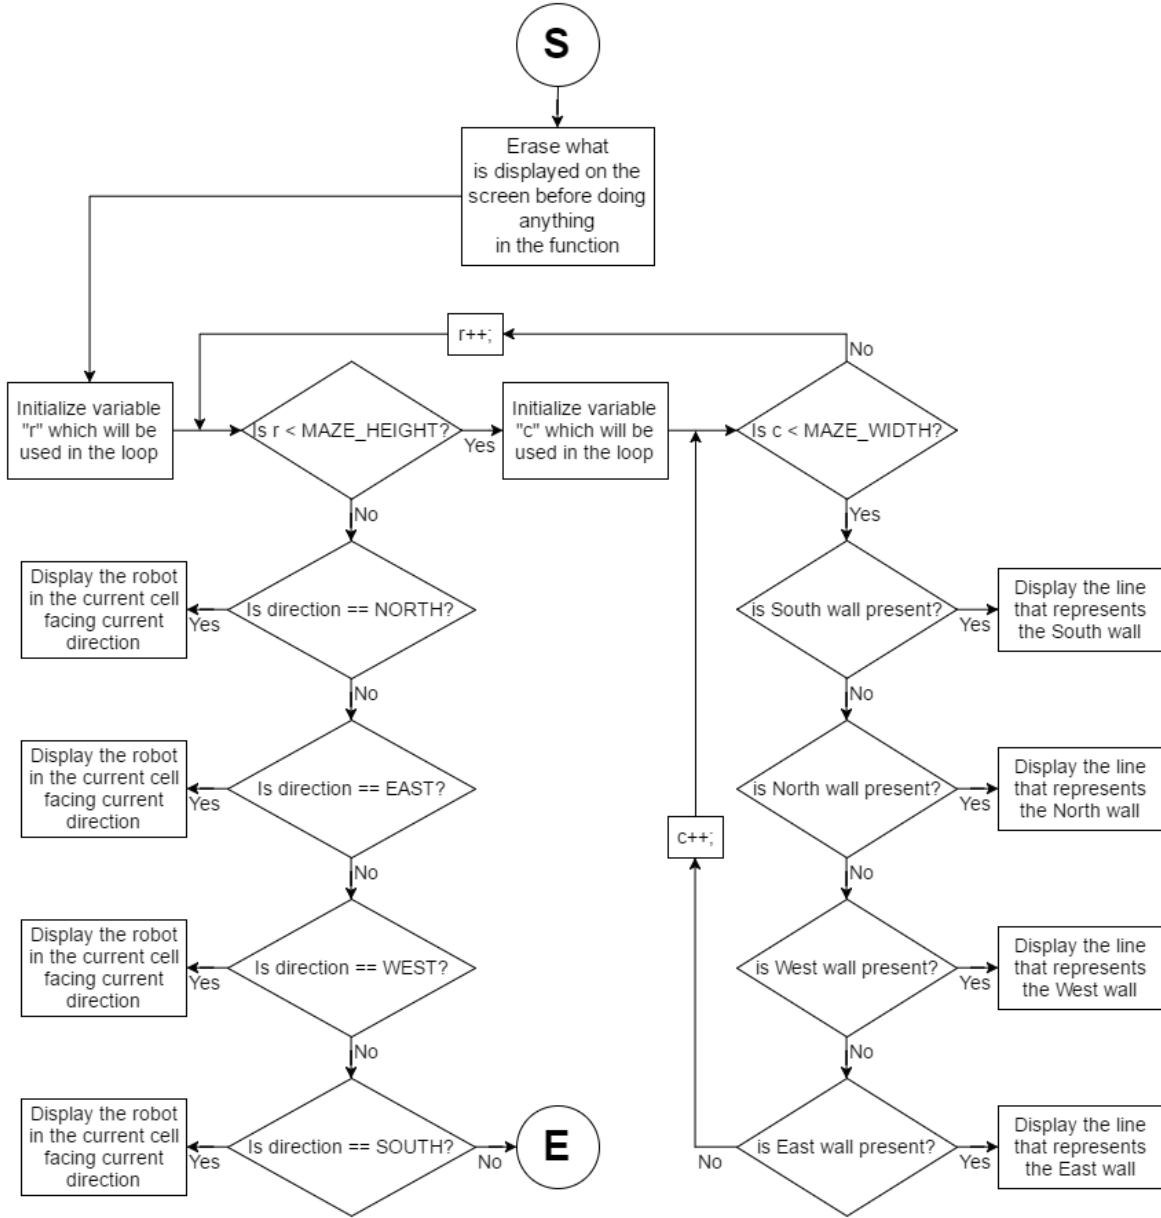 S
Erase what
is displayed on the
screen before doing
anything
in the function
r++;
No
Initialize variable
"r" which will be
used in the loop
Is r < MAZE_HEIGHT?
Yes
Initialize variable
"c" which will be
used in the loop
Is c < MAZE_WIDTH?
No
Yes
Display the robot
in the current cell
facing current
direction
Yes
Is direction == NORTH?
is South wall present?
Yes
Display the line
that represents
the South wall
No
No
Display the robot
in the current cell
facing current
direction
Yes
Is direction == EAST?
is North wall present?
Yes
Display the line
that represents
the North wall
c++;
No
No
Display the robot
in the current cell
facing current
direction
Yes
Is direction == WEST?
is West wall present?
Yes
Display the line
that represents
the West wall
No
No
Display the robot
in the current cell
facing current
direction
Yes
Is direction == SOUTH?
No
E
No
is East wall present?
Yes
Display the line
that represents
the East wall